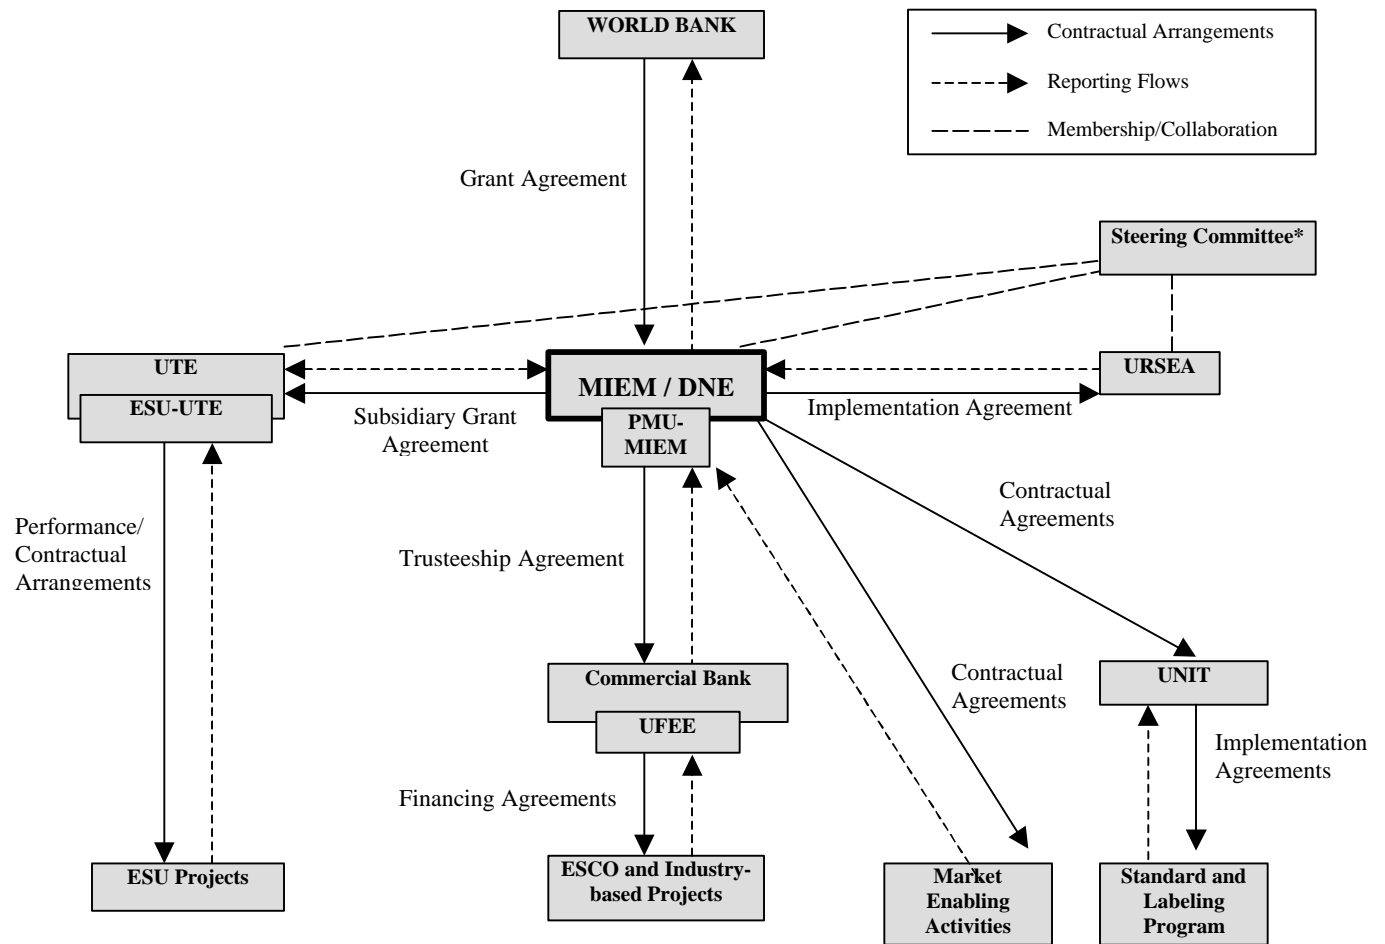 WORLD BANK
Contractual Arrangements
Reporting Flows
Membership/Collaboration
Grant Agreement
Steering Committee*
UTE
ESU-UTE
MIEM / DNE
PMU-
MIEM
URSEA
Subsidiary Grant
Agreement
Implementation Agreement
Contractual
Agreements
Performance/
Contractual
Arrangements
Trusteeship Agreement
Commercial Bank
UFEE
Contractual
Agreements
UNIT
Implementation
Agreements
Financing Agreements
ESU Projects
ESCO and Industry-
based Projects
Market
Enabling
Activities
Standard and
Labeling
Program